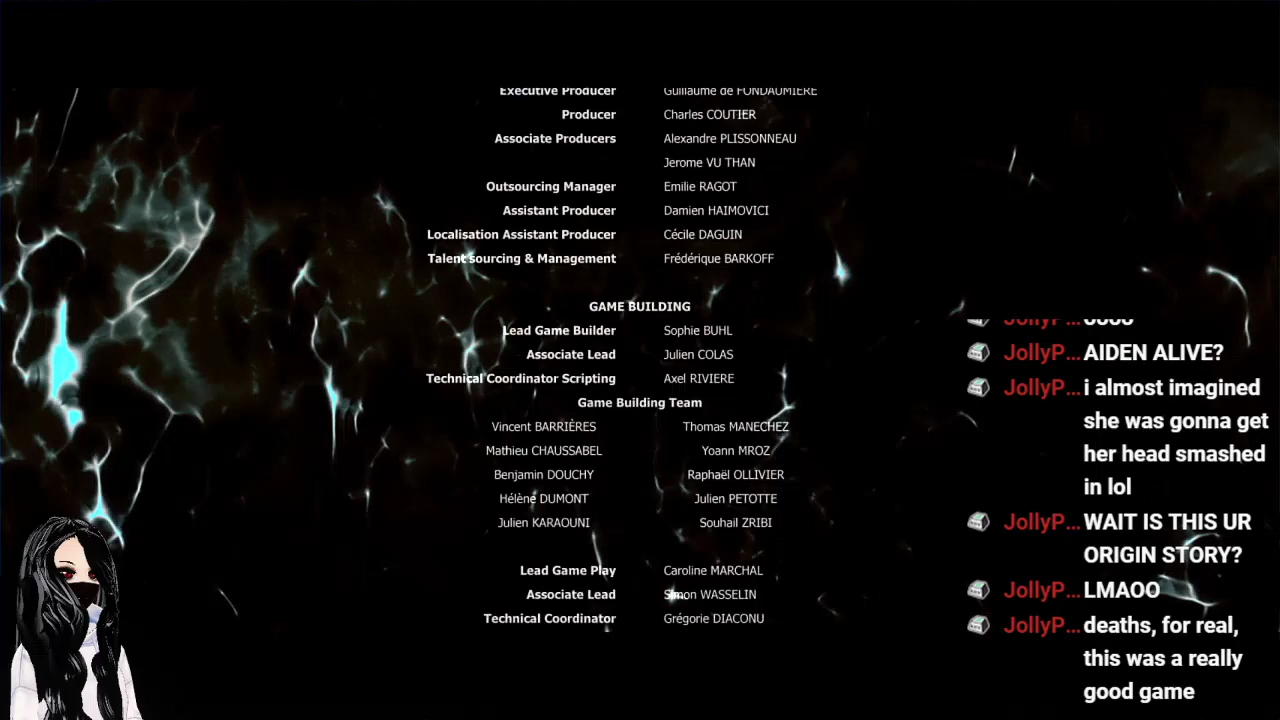 Executive Producer Guillaume de FONDAUMIERE
Producer Charles COUTIER
Associate Producers Alexandre PLISSONNEAU
Jerome VU THAN
Outsourcing Manager Emilie RAGOT
Assistant Producer Damien HAIMOVICI
Localisation Assistant Producer Cécile DAGUIN
Talent sourcing & Management Frédérique BARKOFF
GAME BUILDING
Lead Game Builder Sophie BUHL
Associate Lead Julien COLAS
Technical Coordinator Scripting Axel RIVIERE
Game Building Team
Vincent BARRIÈRES Thomas MANECHEZ
Mathieu CHAUSSABEL Yoann MROZ
Benjamin DOUCHY Raphaël OLLIVIER
Hélène DUMONT Julien PETOTTE
Julien KARAOUNI Souhail ZRIBI
Lead Game Play Caroline MARCHAL
Associate Lead Simon WASSELIN
Technical Coordinator Grégorie DIACONU
JollyP...
JollyP... AIDEN ALIVE?
JollyP... i almost imagined
she was gonna get
her head smashed
in lol
JollyP... WAIT IS THIS UR
ORIGIN STORY?
JollyP... LMAOO
JollyP... deaths, for real,
this was a really
good game